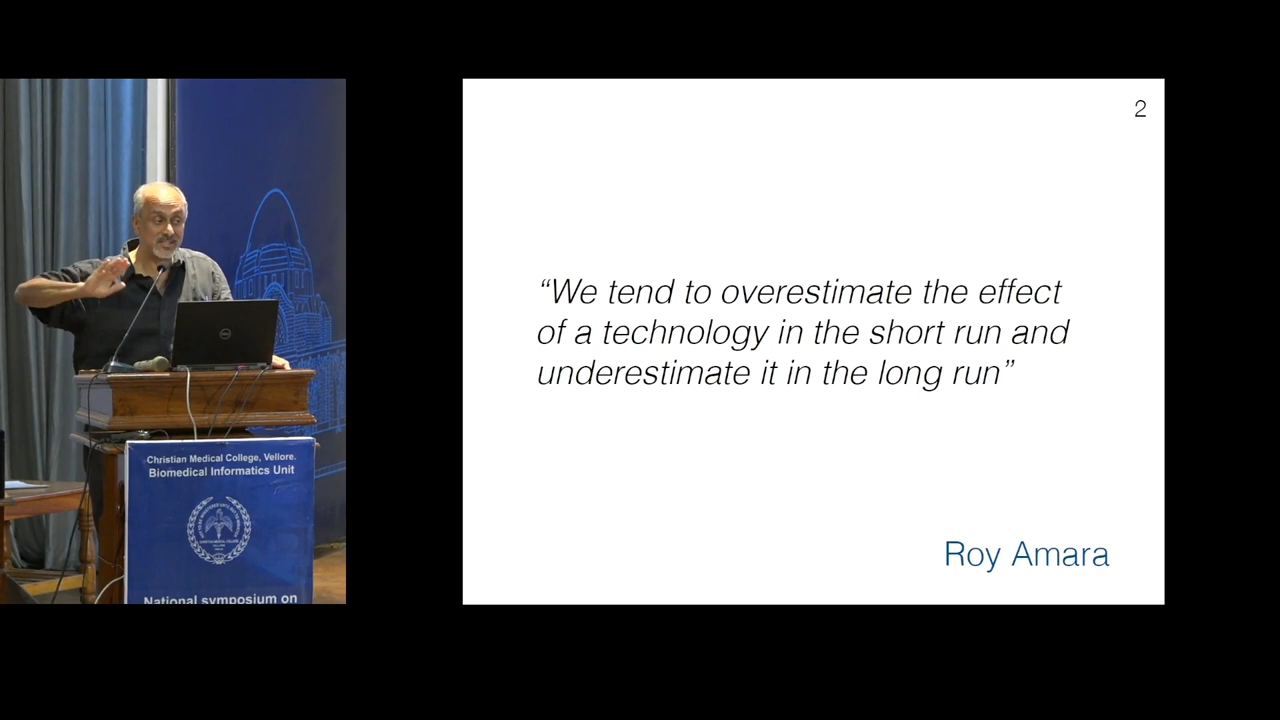 2
“We tend to overestimate the effect
of a technology in the short run and
underestimate it in the long run”
Roy Amara
DELL
Christian Medical College, Vellore.
Biomedical Informatics Unit
National symposium on